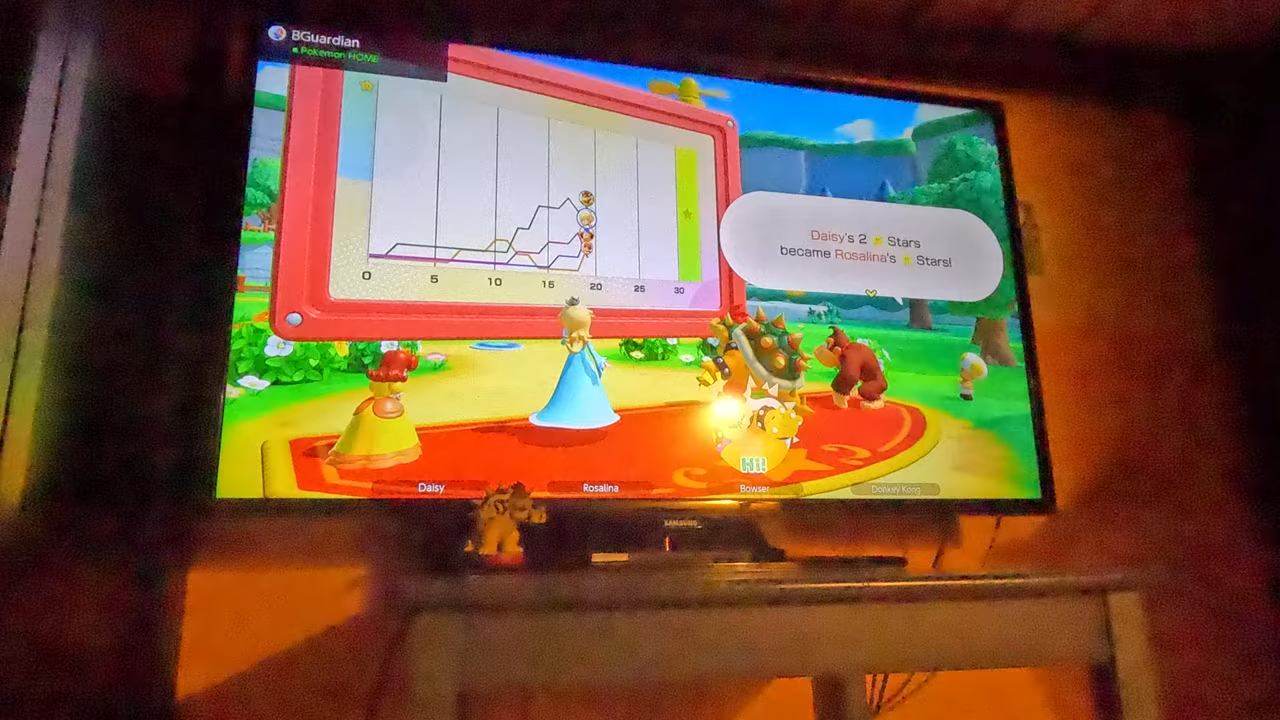 BGuardian
Pokémon HOME
Daisy's 2 Stars
became Rosalina's Stars!
0 5 10 15 20 25 30
Hi!
Daisy Rosalina Bowser Donkey Kong
SAMSUNG